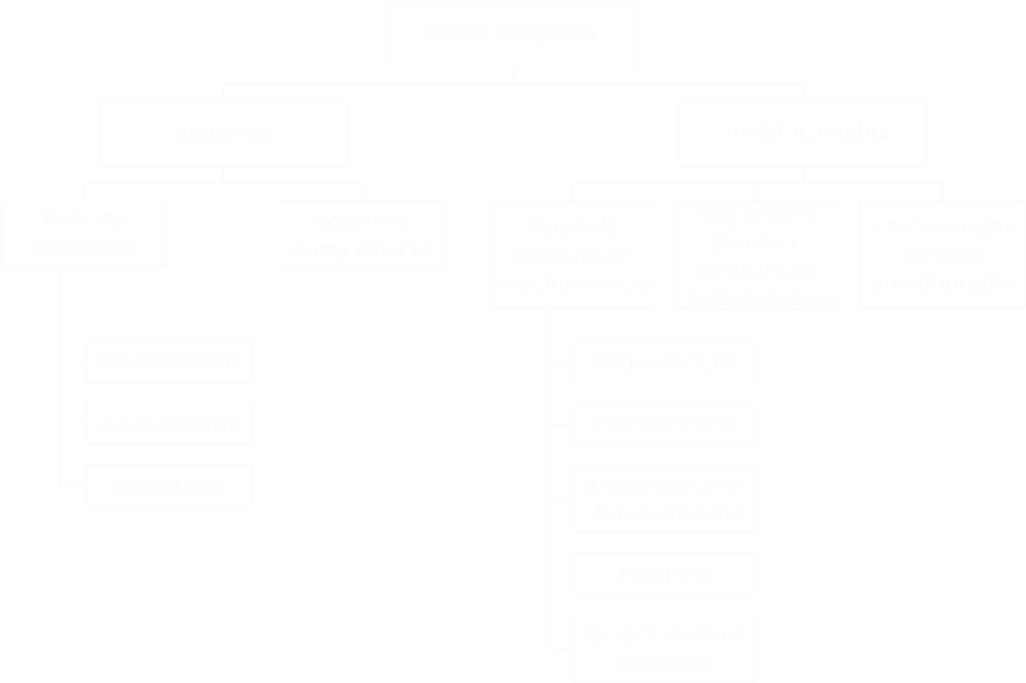 Piecza zastępcza
Rodzinna
Instytucjonalna
Rodziny
zastępcze
Rodzinne
domy dziecka
Placówki
opiekuńczo-
-wychowawcze
Regionalne
placówki
opiekuńczo
terapeutyczne
Interwencyjne
ośrodki
preadopcyjne
spokrewnione
niezawodowe
zawodowe
socjalizacyjne
interwencyjne
specjalistyczno
terapeutyczne
rodzinne
łączące zadania
placówek